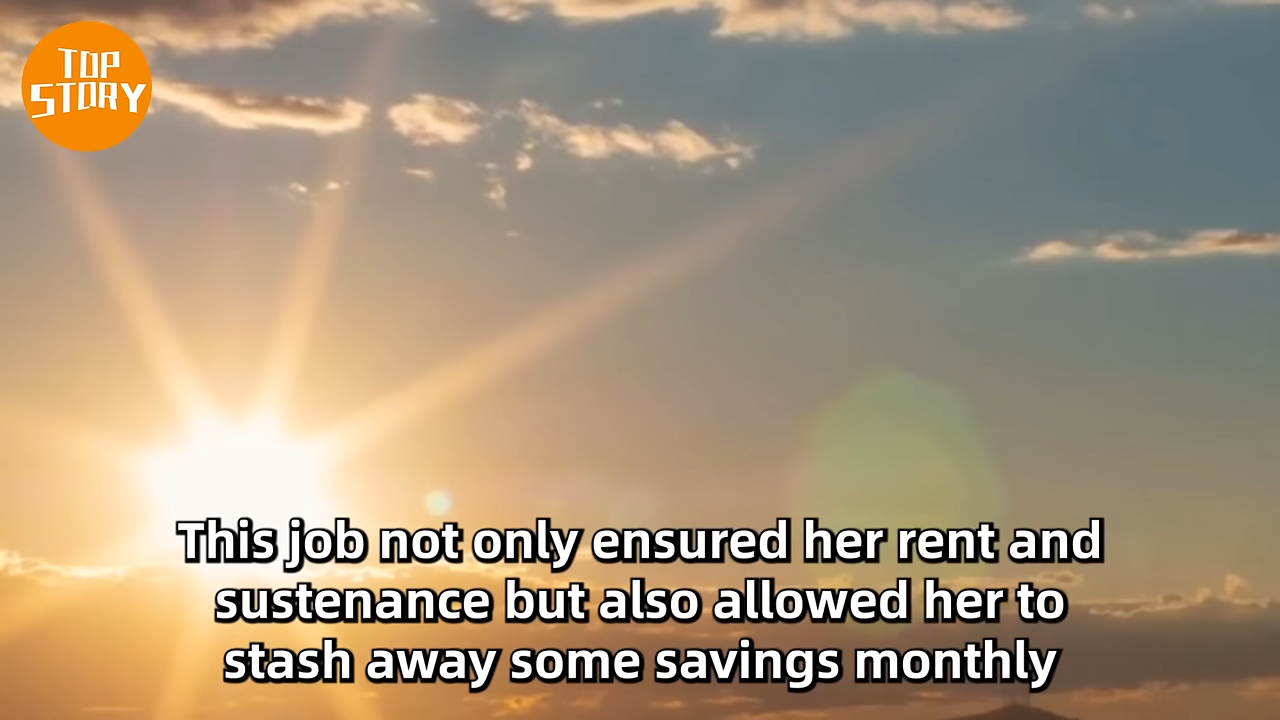 TOP
STORY
This job not only ensured her rent and
sustenance but also allowed her to
stash away some savings monthly